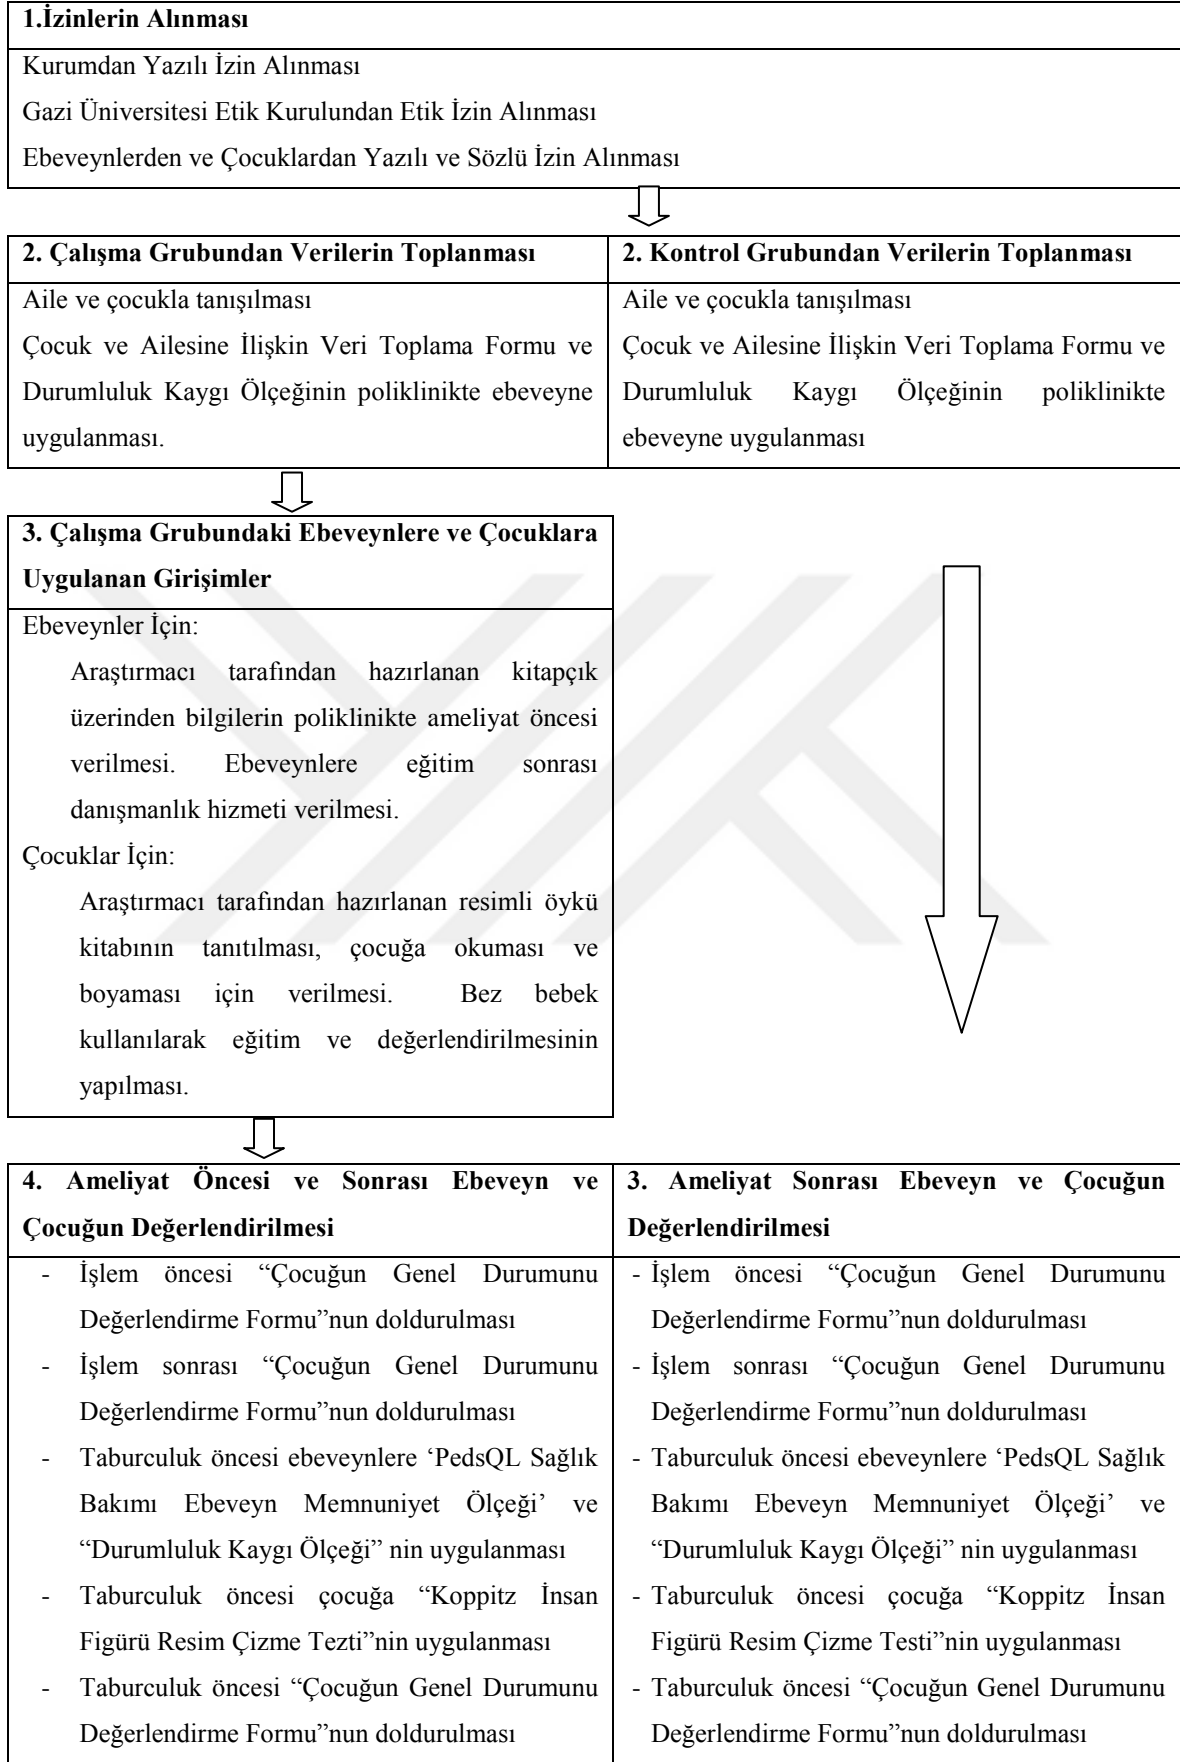 1.İzinlerin Alınması
Kurumdan Yazılı İzin Alınması
Gazi Üniversitesi Etik Kurulundan Etik İzin Alınması
Ebeveynlerden ve Çocuklardan Yazılı ve Sözlü İzin Alınması
2. Çalışma Grubundan Verilerin Toplanması
Aile ve çocukla tanışılması
Çocuk ve Ailesine İlişkin Veri Toplama Formu ve
Durumluluk Kaygı Ölçeğinin poliklinikte ebeveyne
uygulanması.
2. Kontrol Grubundan Verilerin Toplanması
Aile ve çocukla tanışılması
Çocuk ve Ailesine İlişkin Veri Toplama Formu ve
Durumluluk Kaygı Ölçeğinin poliklinikte
ebeveyne uygulanması
3. Çalışma Grubundaki Ebeveynlere ve Çocuklara
Uygulanan Girişimler
Ebeveynler İçin:
Araştırmacı tarafından hazırlanan kitapçık
üzerinden bilgilerin poliklinikte ameliyat öncesi
verilmesi. Ebeveynlere eğitim sonrası
danışmanlık hizmeti verilmesi.
Çocuklar İçin:
Araştırmacı tarafından hazırlanan resimli öykü
kitabının tanıtılması, çocuğa okuması ve
boyaması için verilmesi. Bez bebek
kullanılarak eğitim ve değerlendirilmesinin
yapılması.
4. Ameliyat Öncesi ve Sonrası Ebeveyn ve
Çocuğun Değerlendirilmesi
- İşlem öncesi “Çocuğun Genel Durumunu
Değerlendirme Formu”nun doldurulması
- İşlem sonrası “Çocuğun Genel Durumunu
Değerlendirme Formu”nun doldurulması
- Taburculuk öncesi ebeveynlere ‘PedsQL Sağlık
Bakımı Ebeveyn Memnuniyet Ölçeği’ ve
“Durumluluk Kaygı Ölçeği” nin uygulanması
- Taburculuk öncesi çocuğa “Koppitz İnsan
Figürü Resim Çizme Tezti”nin uygulanması
- Taburculuk öncesi “Çocuğun Genel Durumunu
Değerlendirme Formu”nun doldurulması
3. Ameliyat Sonrası Ebeveyn ve Çocuğun
Değerlendirilmesi
- İşlem öncesi “Çocuğun Genel Durumunu
Değerlendirme Formu”nun doldurulması
- İşlem sonrası “Çocuğun Genel Durumunu
Değerlendirme Formu”nun doldurulması
- Taburculuk öncesi ebeveynlere ‘PedsQL Sağlık
Bakımı Ebeveyn Memnuniyet Ölçeği’ ve
“Durumluluk Kaygı Ölçeği” nin uygulanması
- Taburculuk öncesi çocuğa “Koppitz İnsan
Figürü Resim Çizme Testi”nin uygulanması
- Taburculuk öncesi “Çocuğun Genel Durumunu
Değerlendirme Formu”nun doldurulması